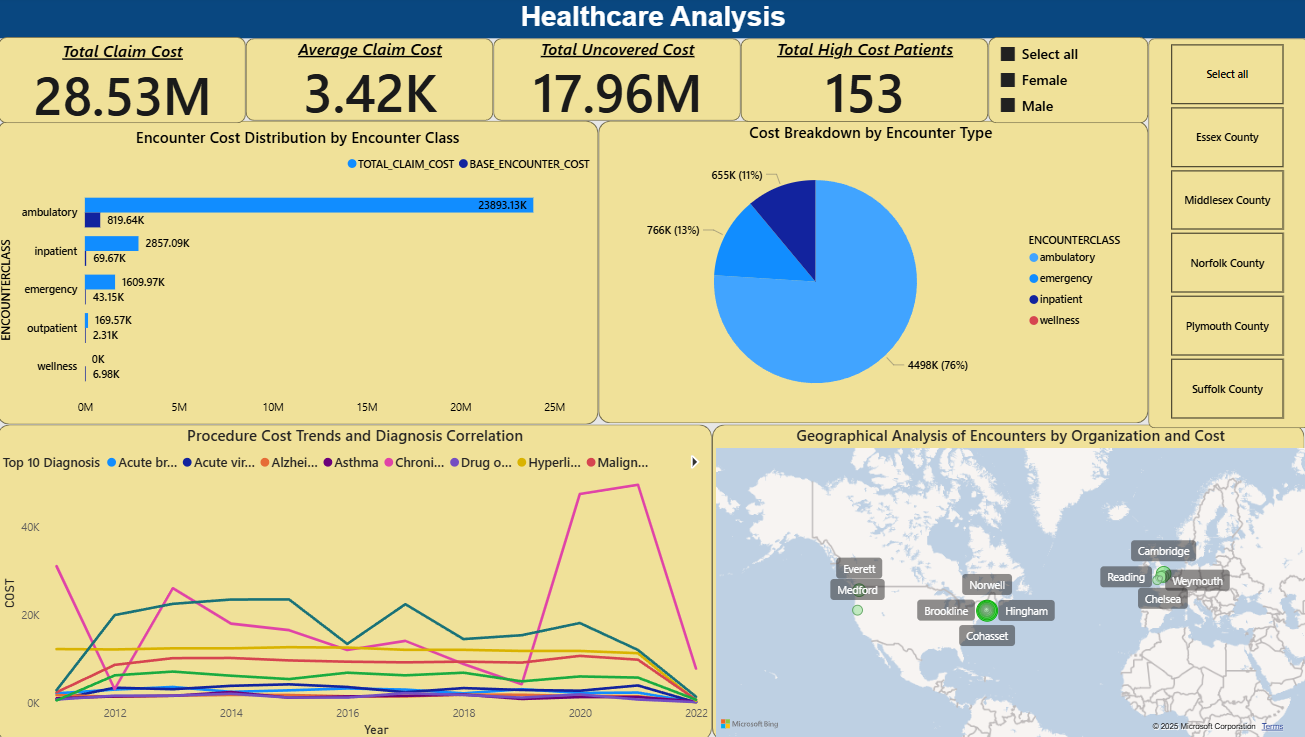 Healthcare Analysis
Total Claim Cost
28.53M
Average Claim Cost
3.42K
Total Uncovered Cost
17.96M
Total High Cost Patients
153
Select all
Female
Male
Select all
Essex County
Middlesex County
Norfolk County
Plymouth County
Suffolk County
Encounter Cost Distribution by Encounter Class
TOTAL_CLAIM_COST BASE_ENCOUNTER_COST
ENCOUNTERCLASS
ambulatory 23893.13K
819.64K
inpatient 2857.09K
69.67K
emergency 1609.97K
43.15K
outpatient 169.57K
2.31K
wellness 0K
6.98K
0M 5M 10M 15M 20M 25M
Cost Breakdown by Encounter Type
655K (11%)
766K (13%)
4498K (76%)
ENCOUNTERCLASS
ambulatory
emergency
inpatient
wellness
Procedure Cost Trends and Diagnosis Correlation
Top 10 Diagnosis Acute br... Acute vir... Alzhei... Asthma Chroni... Drug o... Hyperli... Malign...
COST
40K
20K
0K
2012 2014 2016 2018 2020 2022
Year
Geographical Analysis of Encounters by Organization and Cost
Everett
Medford
Norwell
Brookline
Hingham
Cohasset
Cambridge
Reading
Weymouth
Chelsea
Microsoft Bing
© 2025 Microsoft Corporation Terms